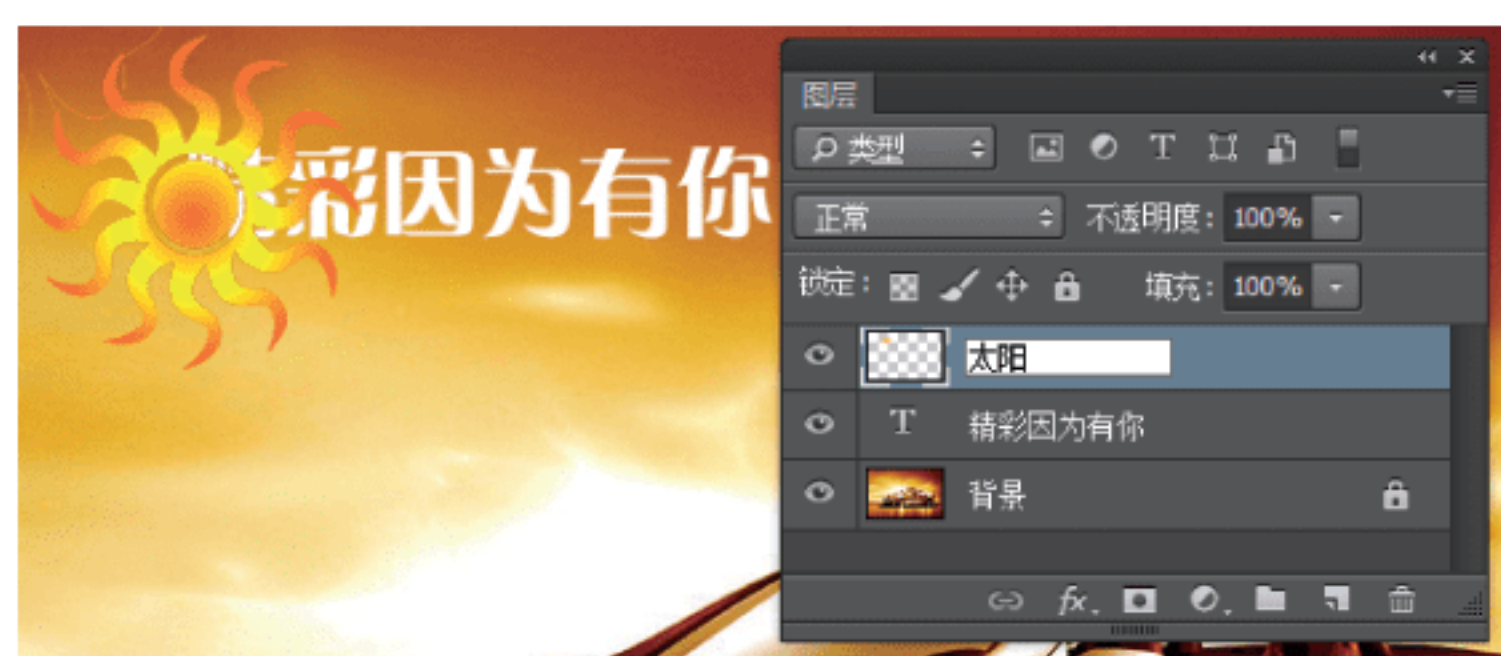 彩因为有你
图层
类型
T
正常 不透明度: 100%
锁定: 填充: 100%
太阳
T 精彩因为有你
背景
fx.